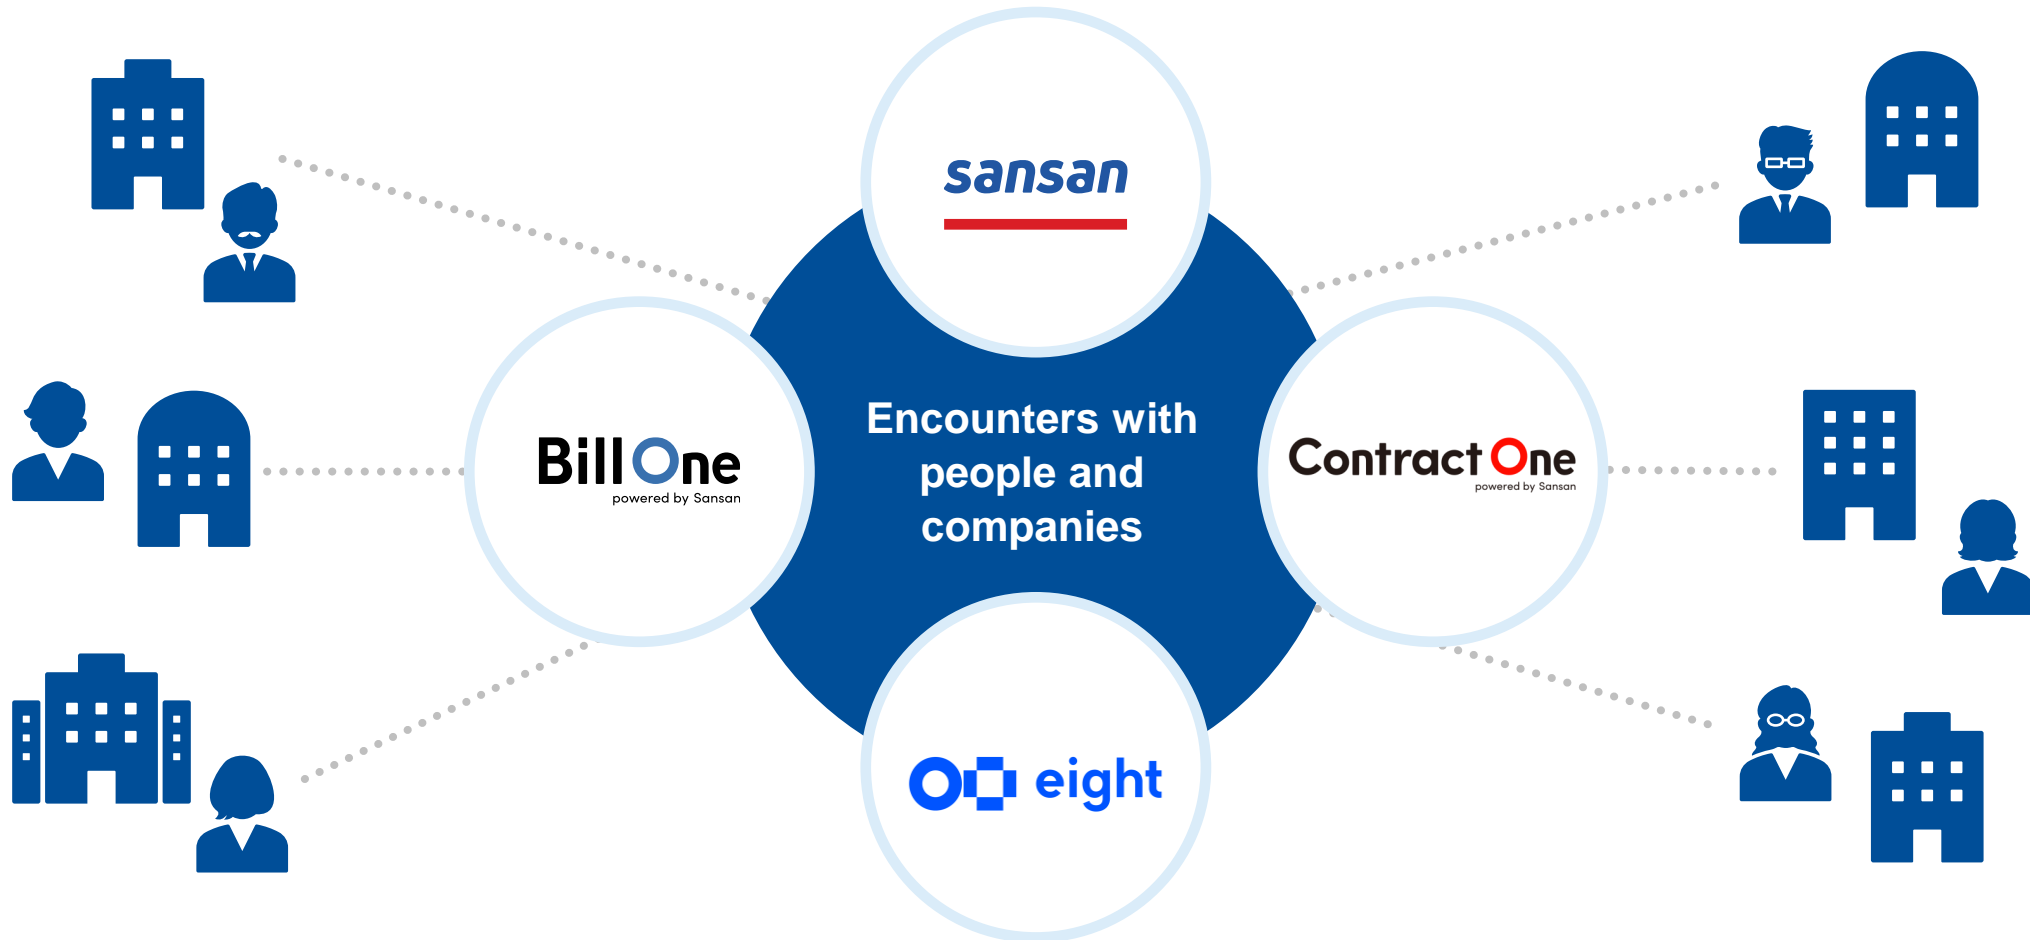 sansan
Encounters with
people and
companies
Bill One
powered by Sansan
Contract One
powered by Sansan
eight